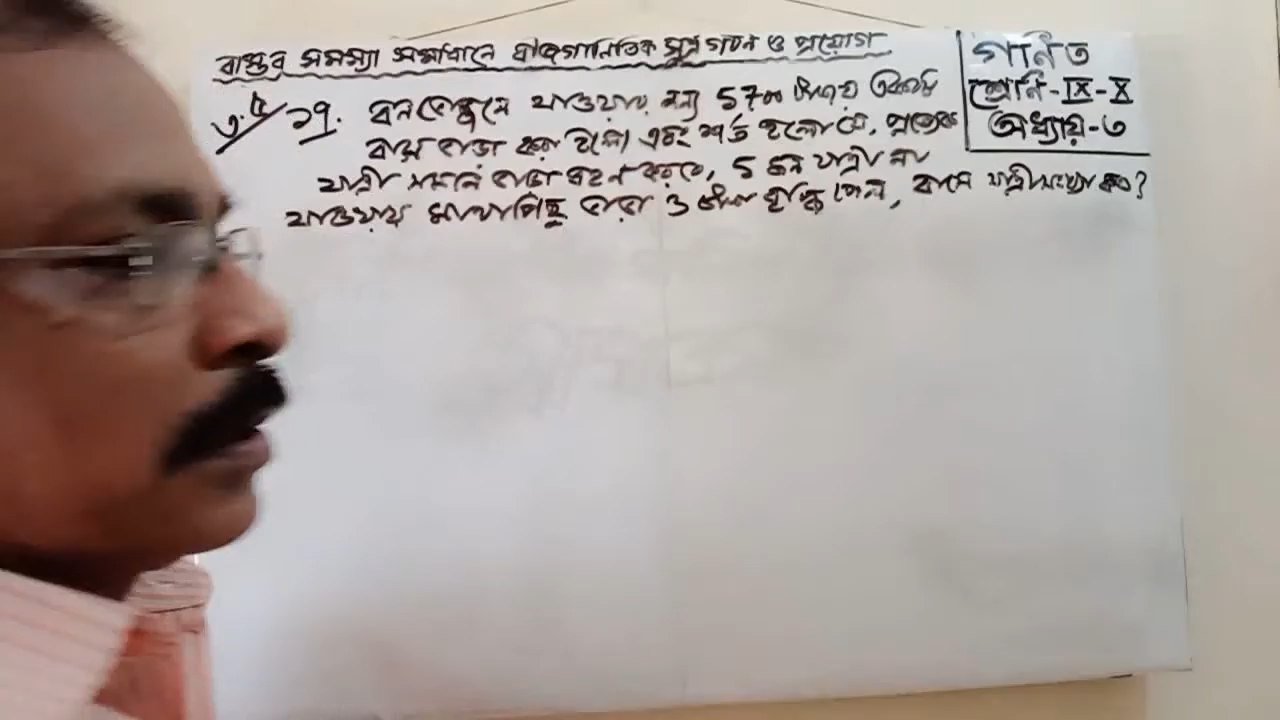 বাস্তব সমস্যা সমাধানে বীজগাণিতিক সূত্র গঠন ও প্রয়োগ
গণিত
শ্রেণি-IX-X
অধ্যায়-৩
৩.৫/১৭. বনভোজনে যাওয়ার জন্য 5700 টাকায় একটি
বাস ভাড়া করা হলো এবং শর্ত হলো যে, প্রত্যেক
যাত্রী সমান ভাড়া বহন করবে, 5 জন যাত্রী না
যাওয়ায় মাথাপিছু ভাড়া 3 টাকা বৃদ্ধি পেল, বাসে যাত্রীসংখ্যা কত?